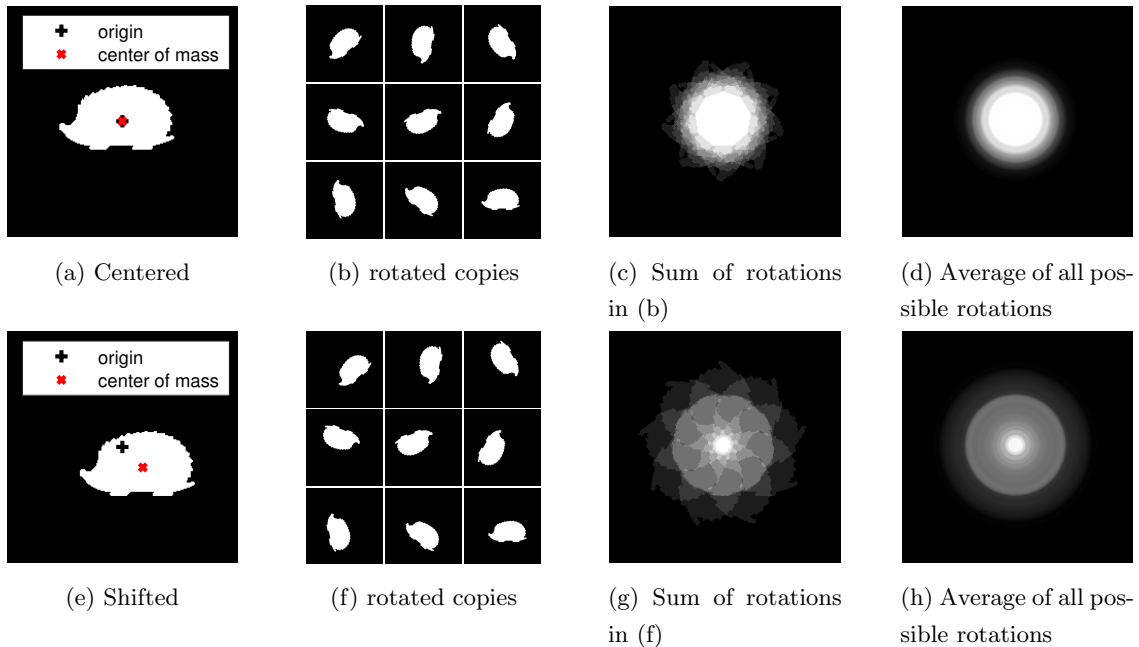 origin
center of mass
(a) Centered
(b) rotated copies
(c) Sum of rotations
in (b)
(d) Average of all pos-
sible rotations
origin
center of mass
(e) Shifted
(f) rotated copies
(g) Sum of rotations
in (f)
(h) Average of all pos-
sible rotations